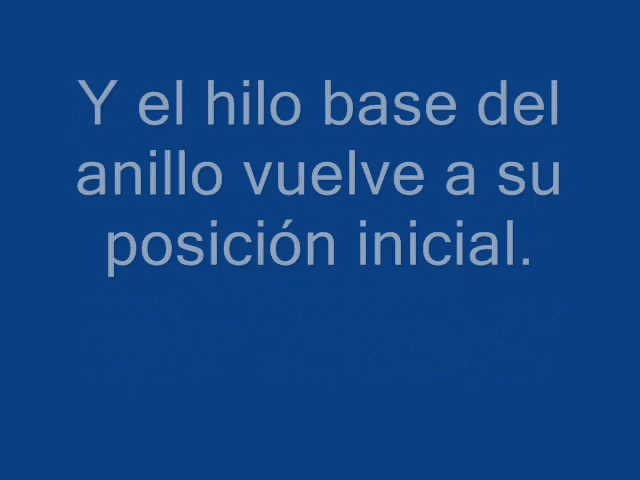 Y el hilo base del
anillo vuelve a su
posición inicial.